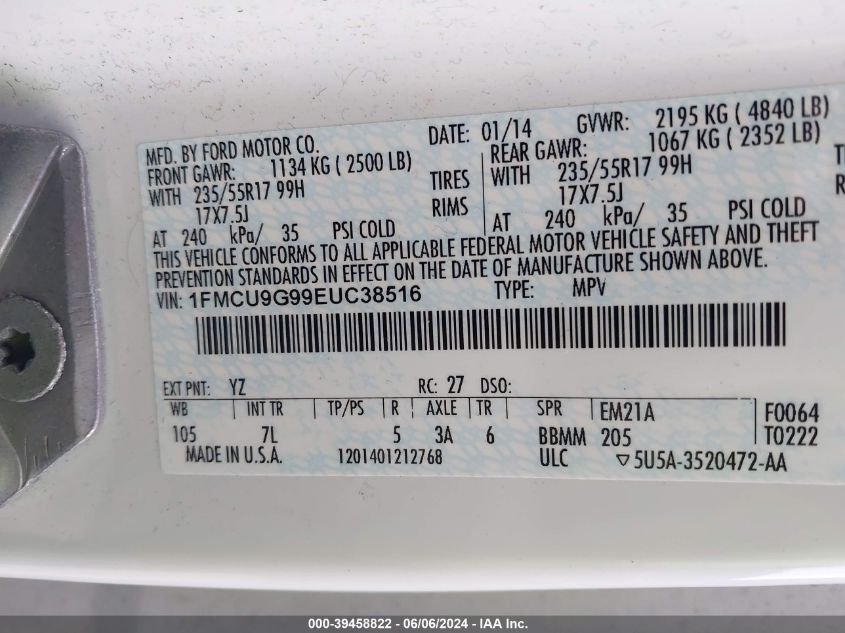 MFD. BY FORD MOTOR CO. DATE: 01/14 GVWR: 2195 KG ( 4840 LB)
FRONT GAWR: 1134 KG ( 2500 LB) REAR GAWR: 1067 KG ( 2352 LB)
WITH 235/55R17 99H TIRES WITH 235/55R17 99H
17X7.5J RIMS 17X7.5J
AT 240 kPa/ 35 PSI COLD AT 240 kPa/ 35 PSI COLD
THIS VEHICLE CONFORMS TO ALL APPLICABLE FEDERAL MOTOR VEHICLE SAFETY AND THEFT
PREVENTION STANDARDS IN EFFECT ON THE DATE OF MANUFACTURE SHOWN ABOVE.
VIN: 1FMCU9G99EUC38516 TYPE: MPV
EXT PNT: YZ RC: 27 DSO:
WB INT TR TP/PS R AXLE TR SPR EM21A F0064
105 7L 5 3A 6 BBMM 205 T0222
MADE IN U.S.A. 1201401212768 ULC ▽5U5A-3520472-AA
000-39458822 - 06/06/2024 - IAA Inc.